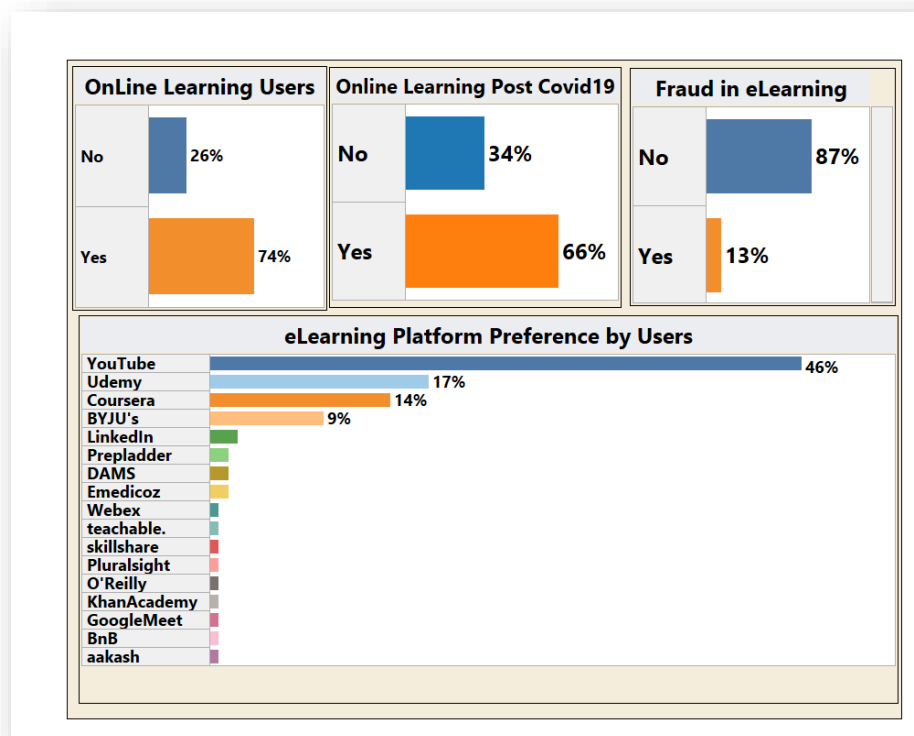 OnLine Learning Users
No
26%
Yes
74%
Online Learning Post Covid19
No
34%
Yes
66%
Fraud in eLearning
No
87%
Yes
13%
eLearning Platform Preference by Users
YouTube 46%
Udemy 17%
Coursera 14%
BYJU's 9%
LinkedIn
Prepladder
DAMS
Emedicoz
Webex
teachable.
skillshare
Pluralsight
O'Reilly
KhanAcademy
GoogleMeet
BnB
aakash